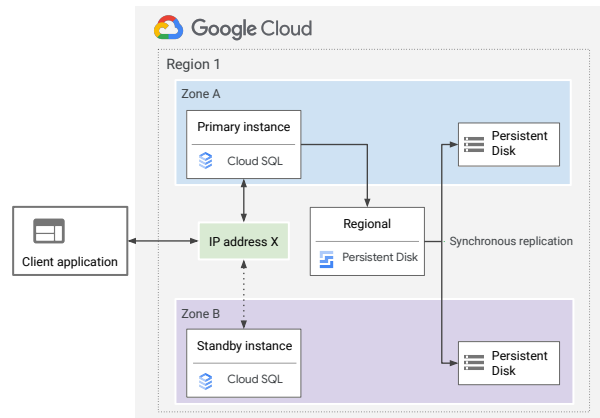 Google Cloud
Region 1
Zone A
Primary instance
Cloud SQL
Persistent
Disk
Client application
IP address X
Regional
Persistent Disk
Synchronous replication
Zone B
Standby instance
Cloud SQL
Persistent
Disk